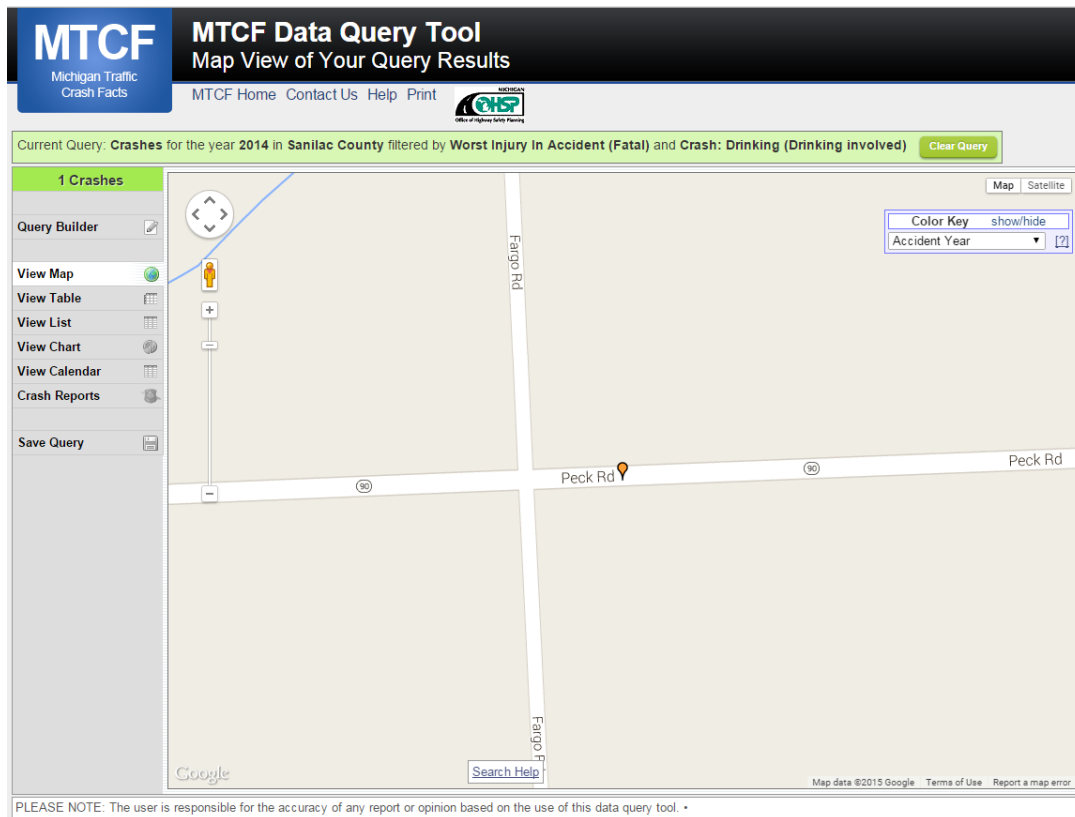 MTCF
Michigan Traffic
Crash Facts
MTCF Data Query Tool
Map View of Your Query Results
MTCF Home Contact Us Help Print
MICHIGAN
OHSP
Office of Highway Safety Planning
Current Query: Crashes for the year 2014 in Sanilac County filtered by Worst Injury In Accident (Fatal) and Crash: Drinking (Drinking involved) Clear Query
1 Crashes
Query Builder
View Map
View Table
View List
View Chart
View Calendar
Crash Reports
Save Query
Map Satellite
Color Key show/hide
Accident Year [?]
Fargo Rd
Peck Rd
90
90
Peck Rd
Fargo R
Google
Search Help
Map data ©2015 Google Terms of Use Report a map error
PLEASE NOTE: The user is responsible for the accuracy of any report or opinion based on the use of this data query tool. •